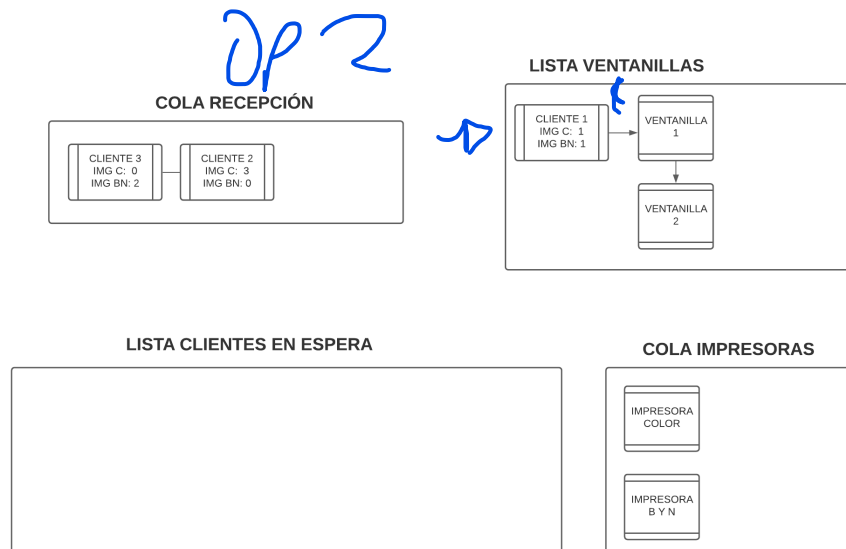 OP 2
LISTA VENTANILLAS
COLA RECEPCIÓN
CLIENTE 3
IMG C: 0
IMG BN: 2
CLIENTE 2
IMG C: 3
IMG BN: 0
CLIENTE 1
IMG C: 1
IMG BN: 1
VENTANILLA
1
VENTANILLA
2
LISTA CLIENTES EN ESPERA
COLA IMPRESORAS
IMPRESORA
COLOR
IMPRESORA
B Y N